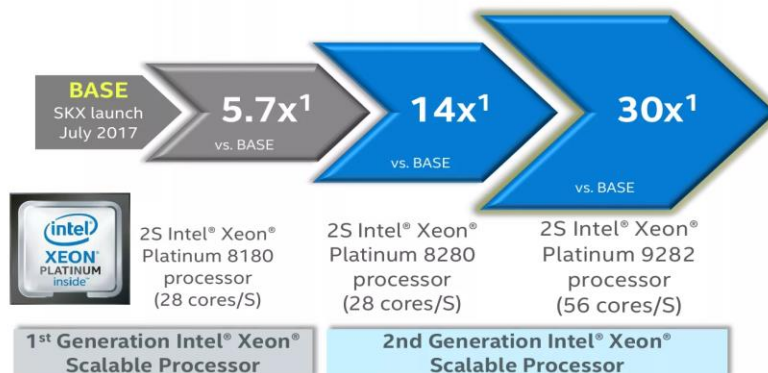 BASE
SKX launch
July 2017
5.7x¹
vs. BASE
14x¹
vs. BASE
30x¹
vs. BASE
intel®
XEON®
PLATINUM
inside™
2S Intel® Xeon®
Platinum 8180
processor
(28 cores/S)
2S Intel® Xeon®
Platinum 8280
processor
(28 cores/S)
2S Intel® Xeon®
Platinum 9282
processor
(56 cores/S)
1st Generation Intel® Xeon®
Scalable Processor
2nd Generation Intel® Xeon®
Scalable Processor